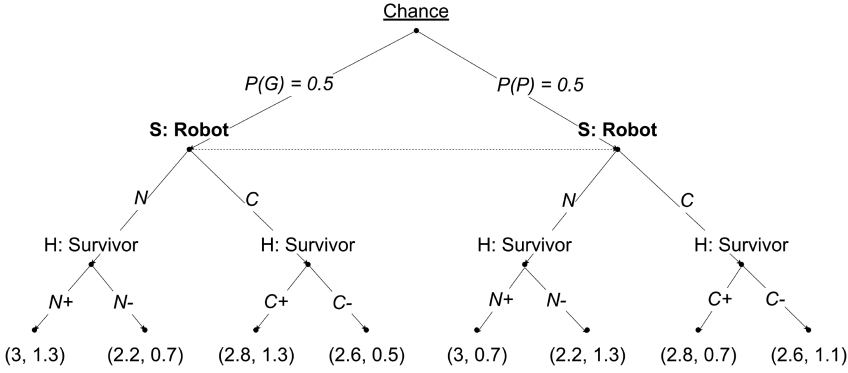 Chance
P(G) = 0.5 P(P) = 0.5
S: Robot S: Robot
N C N C
H: Survivor H: Survivor H: Survivor H: Survivor
N+ N- C+ C- N+ N- C+ C-
(3, 1.3) (2.2, 0.7) (2.8, 1.3) (2.6, 0.5) (3, 0.7) (2.2, 1.3) (2.8, 0.7) (2.6, 1.1)